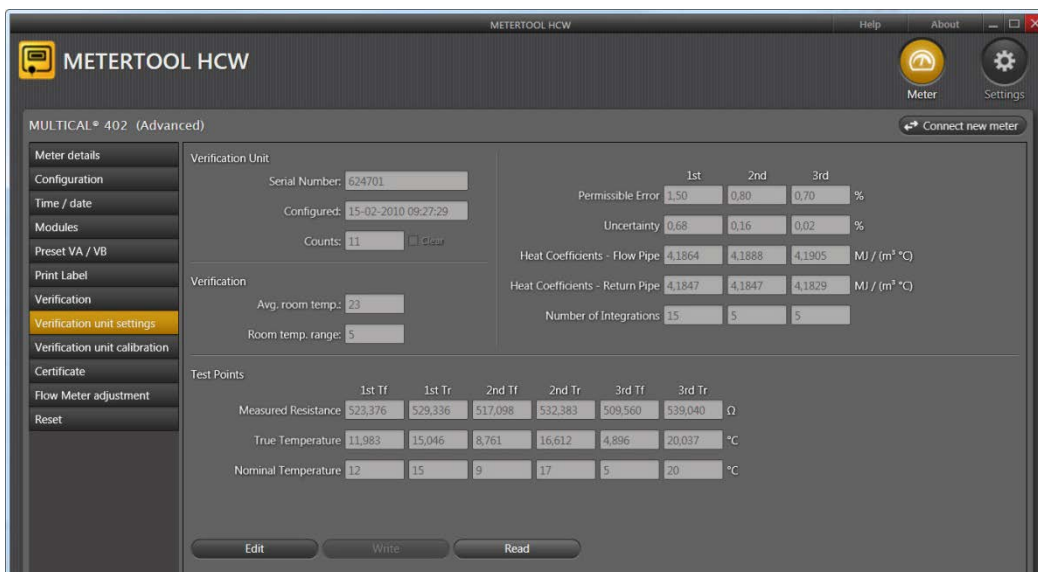 METERTOOL HCW
Help
About
METERTOOL HCW
Meter
Settings
MULTICAL® 402 (Advanced)
Connect new meter
Meter details
Configuration
Time / date
Modules
Preset VA / VB
Print Label
Verification
Verification unit settings
Verification unit calibration
Certificate
Flow Meter adjustment
Reset
Verification Unit
Serial Number: 624701
Configured: 15-02-2010 09:27:29
Counts: 11 Clear
Verification
Avg. room temp.: 23
Room temp. range: 5
1st 2nd 3rd
Permissible Error 1,50 0,80 0,70 %
Uncertainty 0,68 0,16 0,02 %
Heat Coefficients - Flow Pipe 4,1864 4,1888 4,1905 MJ / (m³ °C)
Heat Coefficients - Return Pipe 4,1847 4,1847 4,1829 MJ / (m³ °C)
Number of Integrations 15 5 5
Test Points
1st Tf 1st Tr 2nd Tf 2nd Tr 3rd Tf 3rd Tr
Measured Resistance 523,376 529,336 517,098 532,383 509,560 539,040 Ω
True Temperature 11,983 15,046 8,761 16,612 4,896 20,037 °C
Nominal Temperature 12 15 9 17 5 20 °C
Edit Write Read